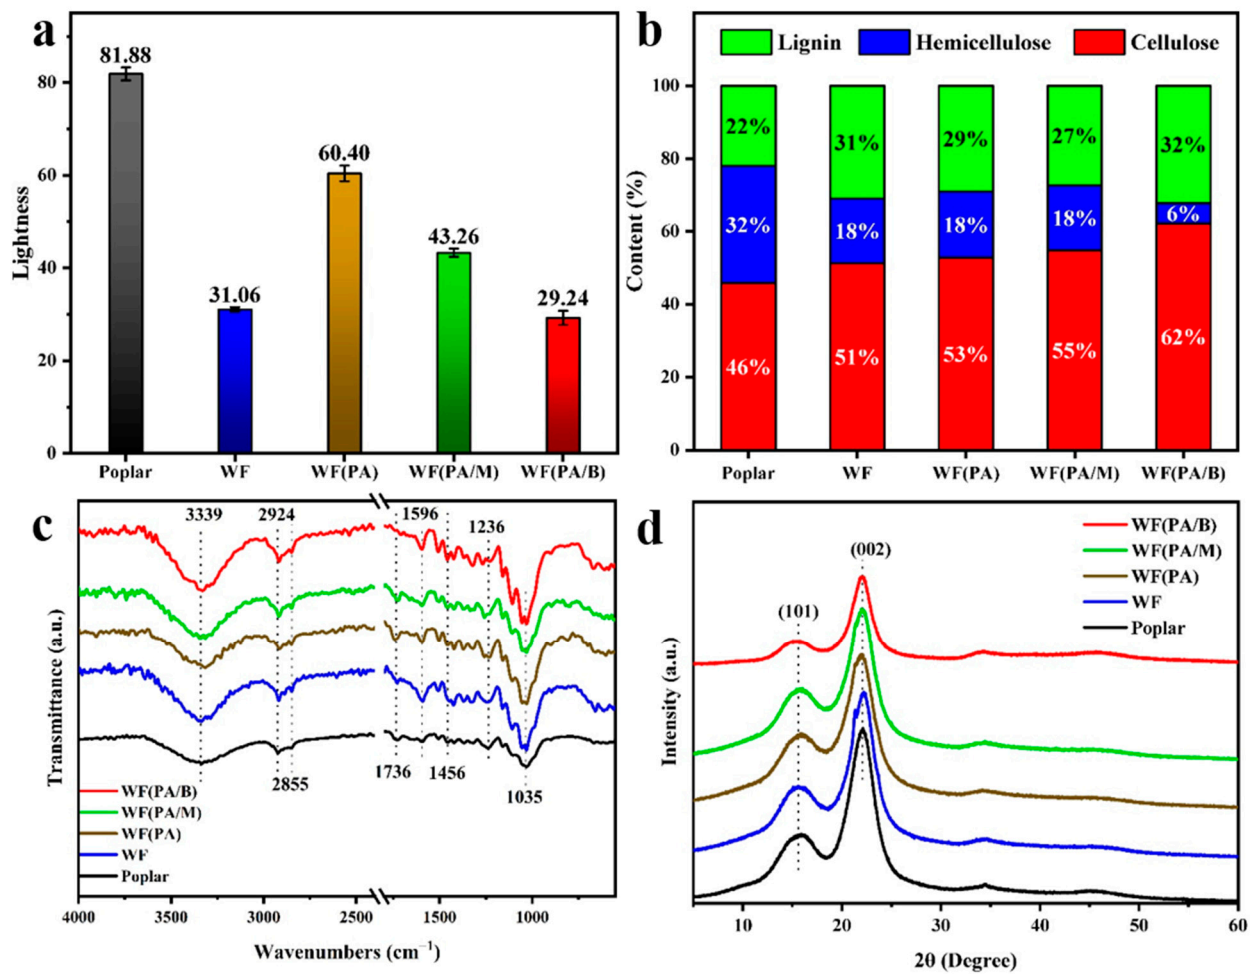 a
81.88
60.40
43.26
31.06
29.24
Lightness
80
60
40
20
0
Poplar WF WF(PA) WF(PA/M) WF(PA/B)
b
Lignin Hemicellulose Cellulose
Content (%)
100
80
60
40
20
0
22% 31% 29% 27% 32%
32% 18% 18% 18% 6%
46% 51% 53% 55% 62%
Poplar WF WF(PA) WF(PA/M) WF(PA/B)
c
3339 2924 1596 1236
2855 1736 1456 1035
Transmittance (a.u.)
WF(PA/B)
WF(PA/M)
WF(PA)
WF
Poplar
4000 3500 3000 2500 1500 1000
Wavenumbers (cm⁻¹)
d
(002)
(101)
WF(PA/B)
WF(PA/M)
WF(PA)
WF
Poplar
Intensity (a.u.)
10 20 30 40 50 60
2θ (Degree)